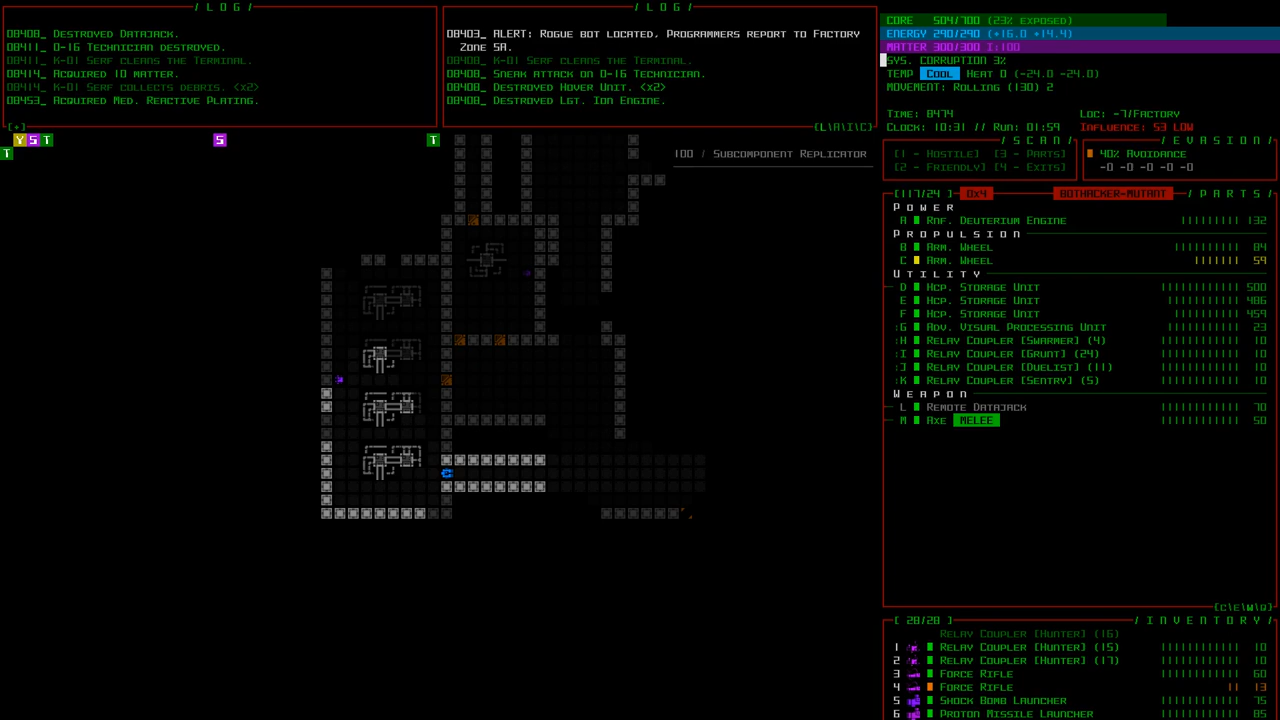 / L O G /
08408_ Destroyed Datajack.
08411_ O-16 Technician destroyed.
08411_ K-01 Serf cleans the Terminal.
08414_ Acquired 10 matter.
08414_ K-01 Serf collects debris. <x2>
08453_ Acquired Med. Reactive Plating.
[+]
/ L O G /
08403_ ALERT: Rogue bot located, Programmers report to Factory
Zone 5A.
08408_ K-01 Serf cleans the Terminal.
08408_ Sneak attack on O-16 Technician.
08408_ Destroyed Hover Unit. <x2>
08408_ Destroyed Lgt. Ion Engine.
[L\A\I\C]
CORE 504/700 (23% exposed)
ENERGY 290/290 (+16.0 +14.4)
MATTER 300/300 I:100
SYS. CORRUPTION 3%
TEMP Cool HEAT 0 (-24.0 -24.0)
MOVEMENT: Rolling (130) 2
Time: 8474 Loc: -7/Factory
Clock: 10:31 // Run: 01:59 Influence: 53 LOW
/ S C A N /
[1 - Hostile] [3 - Parts]
[2 - Friendly] [4 - Exits]
/ E V A S I O N /
40% Avoidance
-0 -0 -0 -0 -0
Y S T
S
T
T
100 / Subcomponent Replicator
[117/24 ] 0x4 BOTHACKER-MUTANT / P A R T S /
P O W E R
A Rnf. Deuterium Engine 132
P R O P U L S I O N
B Arm. Wheel 84
C Arm. Wheel 59
U T I L I T Y
D Hcp. Storage Unit 500
E Hcp. Storage Unit 486
F Hcp. Storage Unit 459
:G Adv. Visual Processing Unit 23
:H Relay Coupler [Swarmer] (4) 10
:I Relay Coupler [Grunt] (24) 10
:J Relay Coupler [Duelist] (11) 10
:K Relay Coupler [Sentry] (5) 10
W E A P O N
L Remote Datajack 70
M Axe MELEE 50
[C\E\W\Q]
[ 28/28 ] / I N V E N T O R Y /
Relay Coupler [Hunter] (16)
1 Relay Coupler [Hunter] (15) 10
2 Relay Coupler [Hunter] (17) 10
3 Force Rifle 60
4 Force Rifle 13
5 Shock Bomb Launcher 75
6 Proton Missile Launcher 85